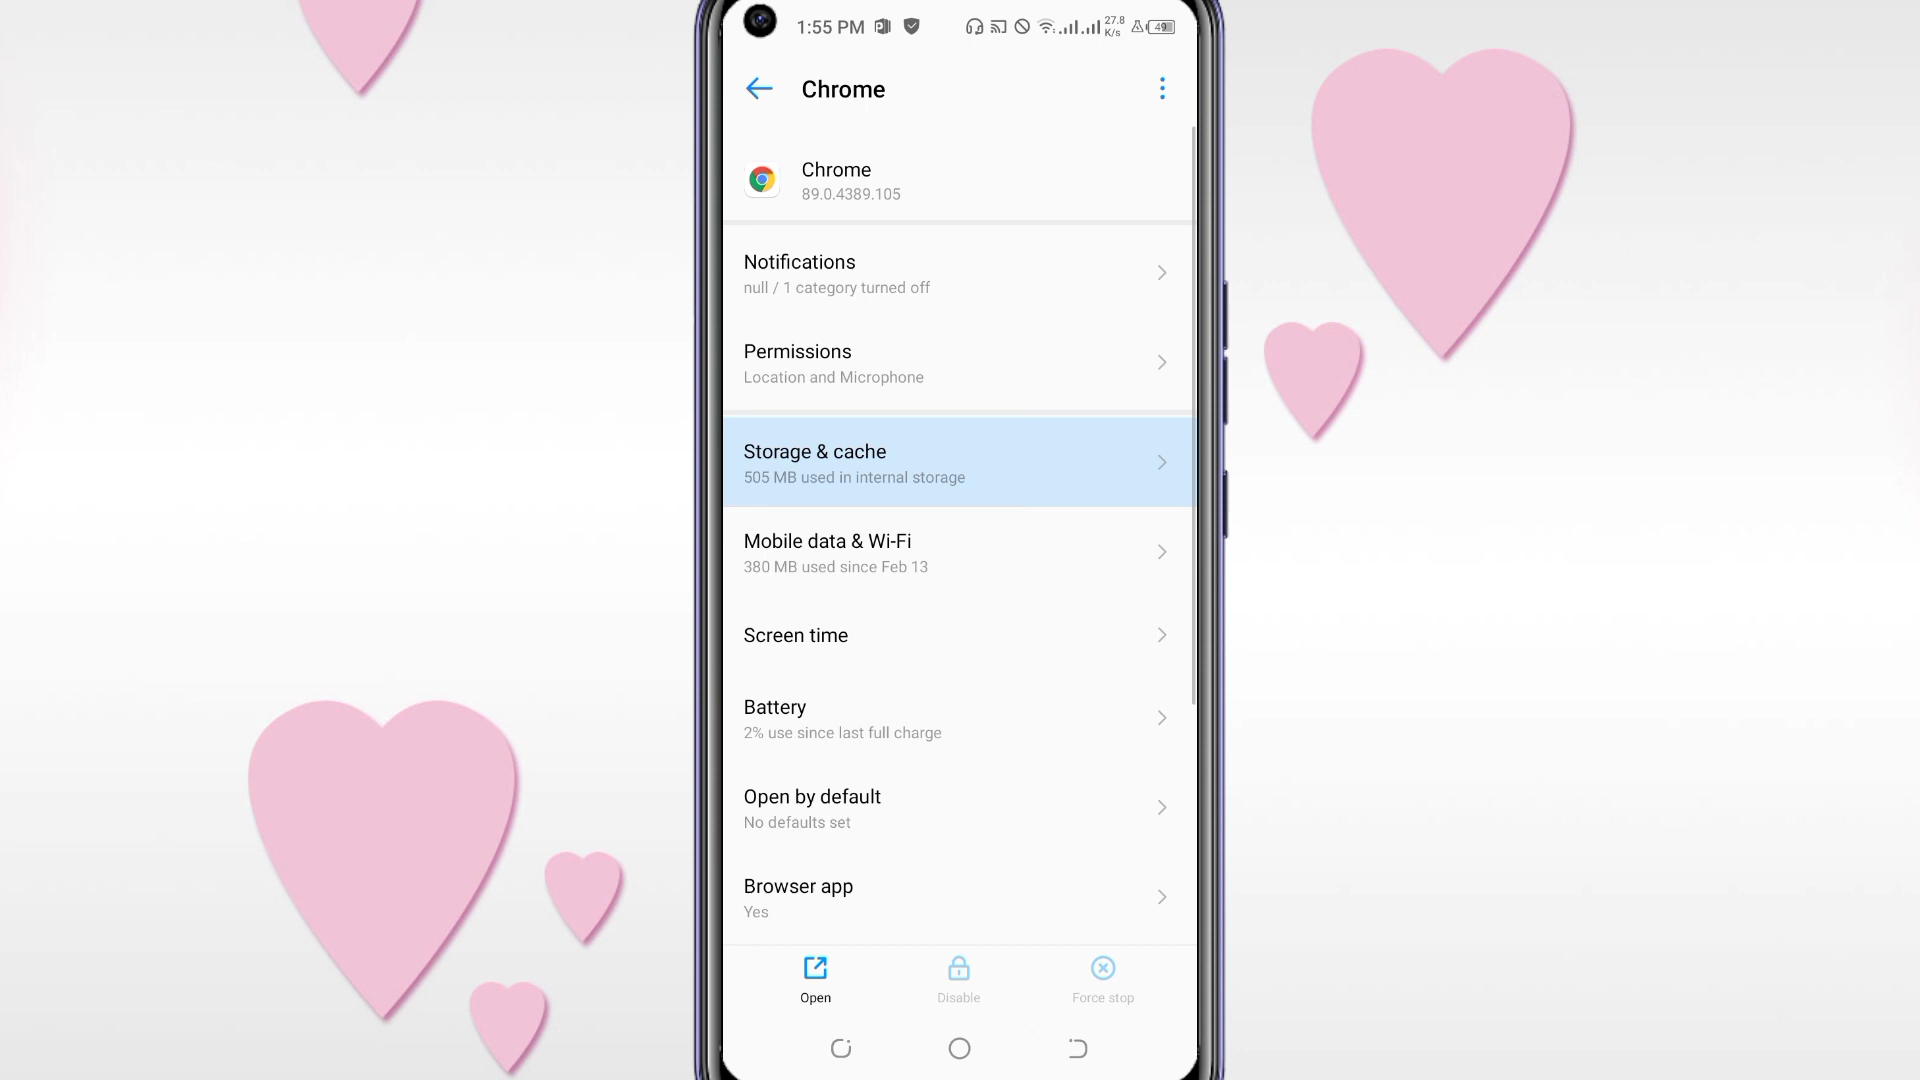 1:55 PM
27.8
K/s
49
Chrome
Chrome
89.0.4389.105
Notifications
null / 1 category turned off
Permissions
Location and Microphone
Storage & cache
505 MB used in internal storage
Mobile data & Wi-Fi
380 MB used since Feb 13
Screen time
Battery
2% use since last full charge
Open by default
No defaults set
Browser app
Yes
Open
Disable
Force stop